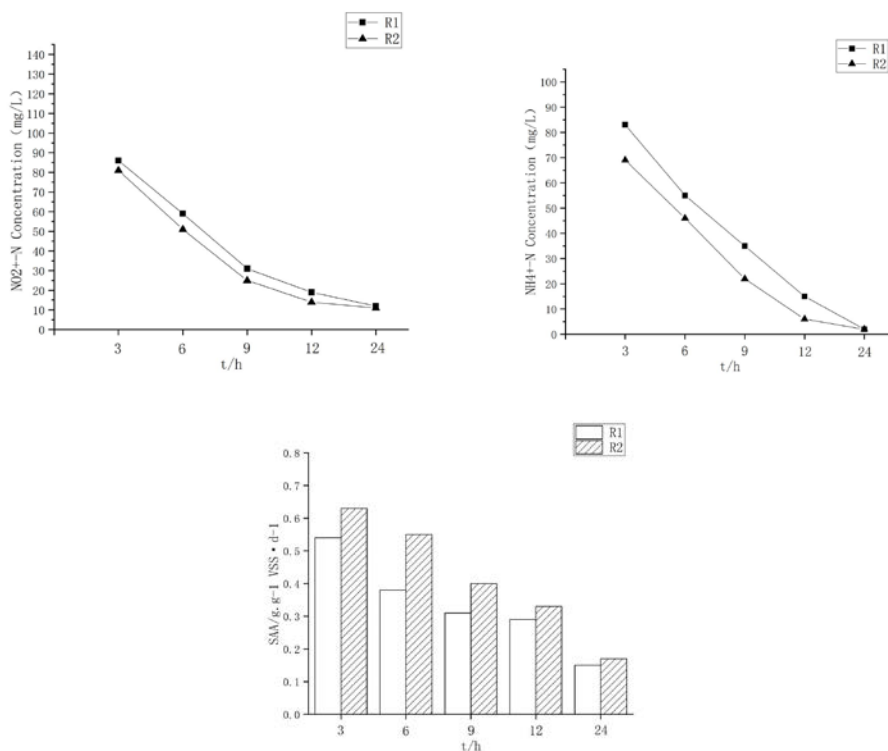 R1
R2
NO2+-N Concentration (mg/L)
140
130
120
110
100
90
80
70
60
50
40
30
20
10
0
3 6 9 12 24
t/h
R1
R2
NH4+-N Concentration (mg/L)
100
90
80
70
60
50
40
30
20
10
0
3 6 9 12 24
t/h
R1
R2
SAA/g.g-1 VSS•d-1
0.8
0.7
0.6
0.5
0.4
0.3
0.2
0.1
0.0
3 6 9 12 24
t/h